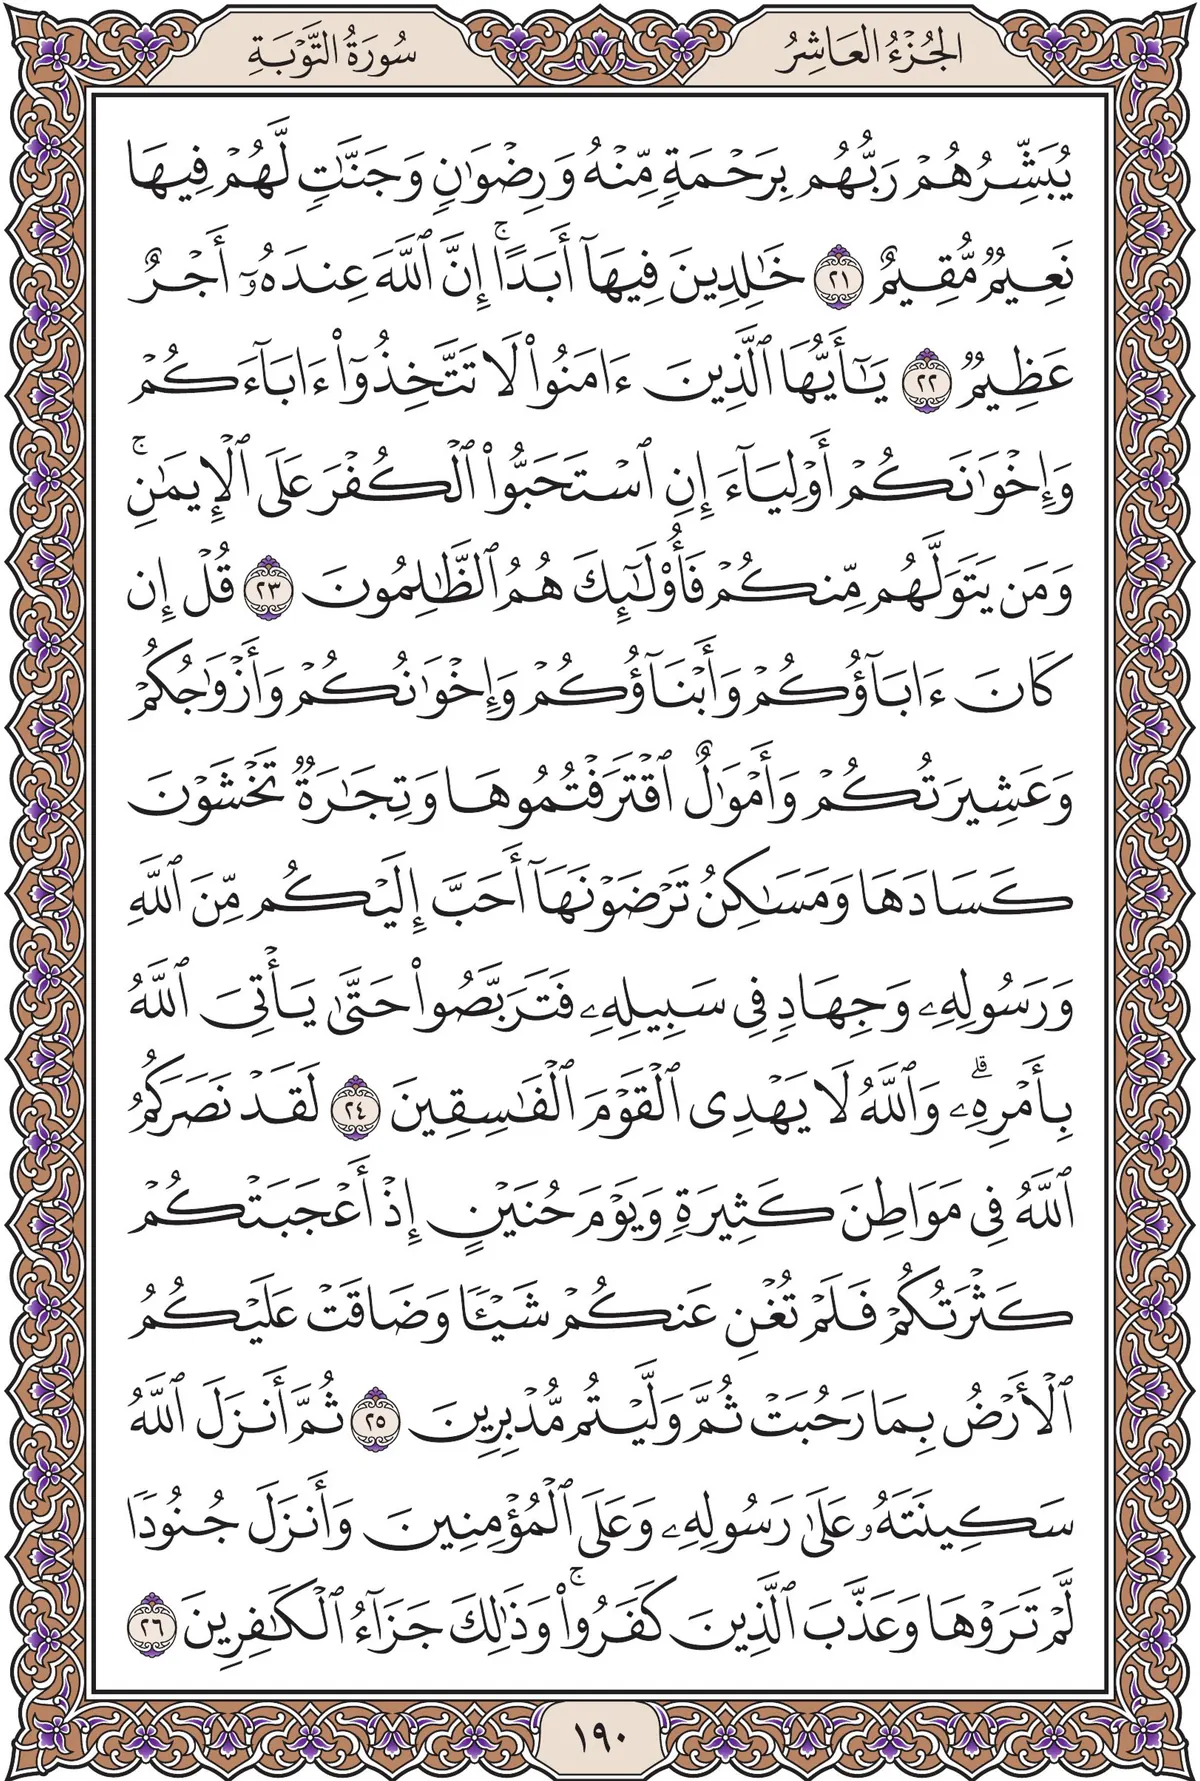 الجُزْءُ العَاشِرُ
سُورَةُ التَّوْبَةِ
يُبَشِّرُهُمْ رَبُّهُم بِرَحْمَةٍ مِّنْهُ وَرِضْوَٰنٍ وَجَنَّٰتٍ لَّهُمْ فِيهَا
نَعِيمٌ مُّقِيمٌ ٢١ خَٰلِدِينَ فِيهَآ أَبَدًاۚ إِنَّ ٱللَّهَ عِندَهُۥٓ أَجْرٌ
عَظِيمٌ ٢٢ يَٰٓأَيُّهَا ٱلَّذِينَ ءَامَنُوا۟ لَا تَتَّخِذُوٓا۟ ءَابَآءَكُمْ
وَإِخْوَٰنَكُمْ أَوْلِيَآءَ إِنِ ٱسْتَحَبُّوا۟ ٱلْكُفْرَ عَلَى ٱلْإِيمَٰنِۚ
وَمَن يَتَوَلَّهُم مِّنكُمْ فَأُو۟لَٰٓئِكَ هُمُ ٱلظَّٰلِمُونَ ٢٣ قُلْ إِن
كَانَ ءَابَآؤُكُمْ وَأَبْنَآؤُكُمْ وَإِخْوَٰنُكُمْ وَأَزْوَٰجُكُمْ
وَعَشِيرَتُكُمْ وَأَمْوَٰلٌ ٱقْتَرَفْتُمُوهَا وَتِجَٰرَةٌ تَخْشَوْنَ
كَسَادَهَا وَمَسَٰكِنُ تَرْضَوْنَهَآ أَحَبَّ إِلَيْكُم مِّنَ ٱللَّهِ
وَرَسُولِهِۦ وَجِهَادٍ فِى سَبِيلِهِۦ فَتَرَبَّصُوا۟ حَتَّىٰ يَأْتِىَ ٱللَّهُ
بِأَمْرِهِۦۗ وَٱللَّهُ لَا يَهْدِى ٱلْقَوْمَ ٱلْفَٰسِقِينَ ٢٤ لَقَدْ نَصَرَكُمُ
ٱللَّهُ فِى مَوَاطِنَ كَثِيرَةٍ وَيَوْمَ حُنَيْنٍ إِذْ أَعْجَبَتْكُمْ
كَثْرَتُكُمْ فَلَمْ تُغْنِ عَنكُمْ شَيْـًٔا وَضَاقَتْ عَلَيْكُمُ
ٱلْأَرْضُ بِمَا رَحُبَتْ ثُمَّ وَلَّيْتُم مُّدْبِرِينَ ٢٥ ثُمَّ أَنزَلَ ٱللَّهُ
سَكِينَتَهُۥ عَلَىٰ رَسُولِهِۦ وَعَلَى ٱلْمُؤْمِنِينَ وَأَنزَلَ جُنُودًا
لَّمْ تَرَوْهَا وَعَذَّبَ ٱلَّذِينَ كَفَرُوا۟ۚ وَذَٰلِكَ جَزَآءُ ٱلْكَٰفِرِينَ ٢٦
١٩٠